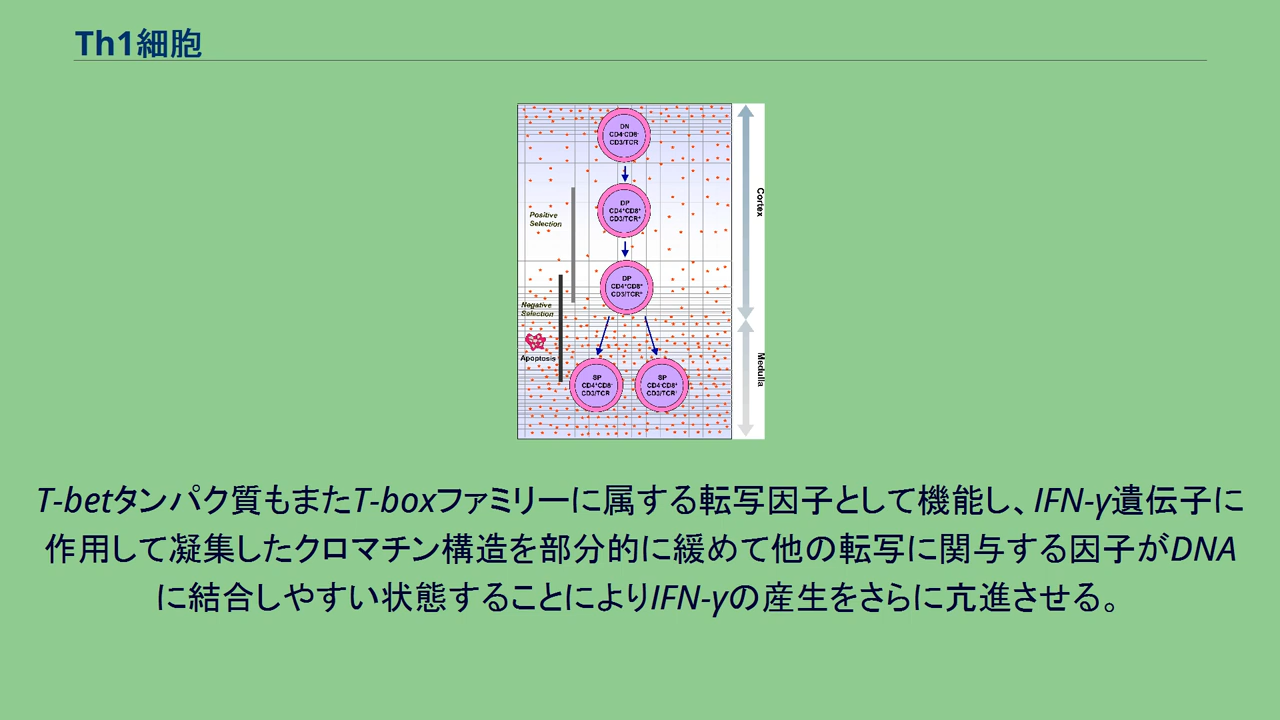 Th1細胞
DN
CD4-CD8-
CD3/TCR
Cortex
DP
CD4+CD8+
CD3/TCR+
Positive
Selection
DP
CD4+CD8+
CD3/TCR+
Negative
Selection
Apoptosis
Medulla
SP
CD4+CD8-
CD3/TCR
SP
CD4-CD8+
CD3/TCR
T-betタンパク質もまたT-boxファミリーに属する転写因子として機能し、IFN-γ遺伝子に
作用して凝集したクロマチン構造を部分的に緩めて他の転写に関与する因子がDNA
に結合しやすい状態することによりIFN-γの産生をさらに亢進させる。